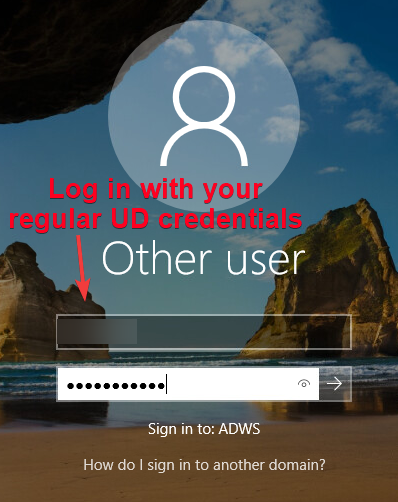 Log in with your
regular UD credentials
Other user
Sign in to: ADWS
How do I sign in to another domain?